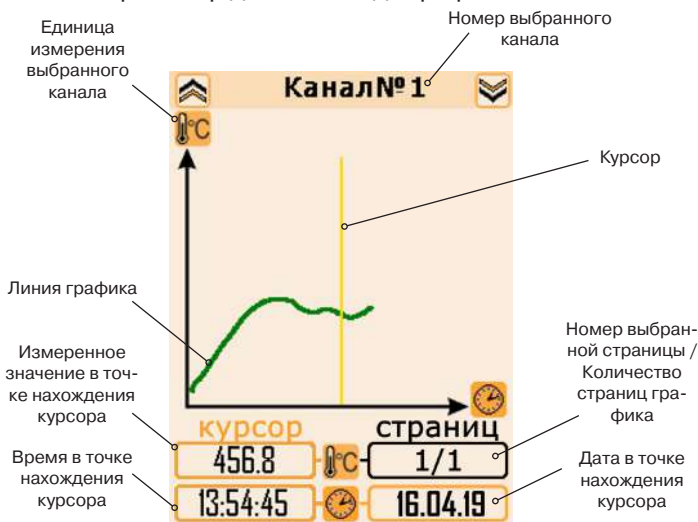 Единица
измерения
выбранного
канала
Номер выбранного
канала
Канал№1
°C
Курсор
Линия графика
Измеренное
значение в точ-
ке нахождения
курсора
Номер выбран-
ной страницы /
Количество
страниц гра-
фика
курсор
страниц
456.8
°C
1/1
Время в точке
нахождения
курсора
13:54:45
16.04.19
Дата в точке
нахождения
курсора